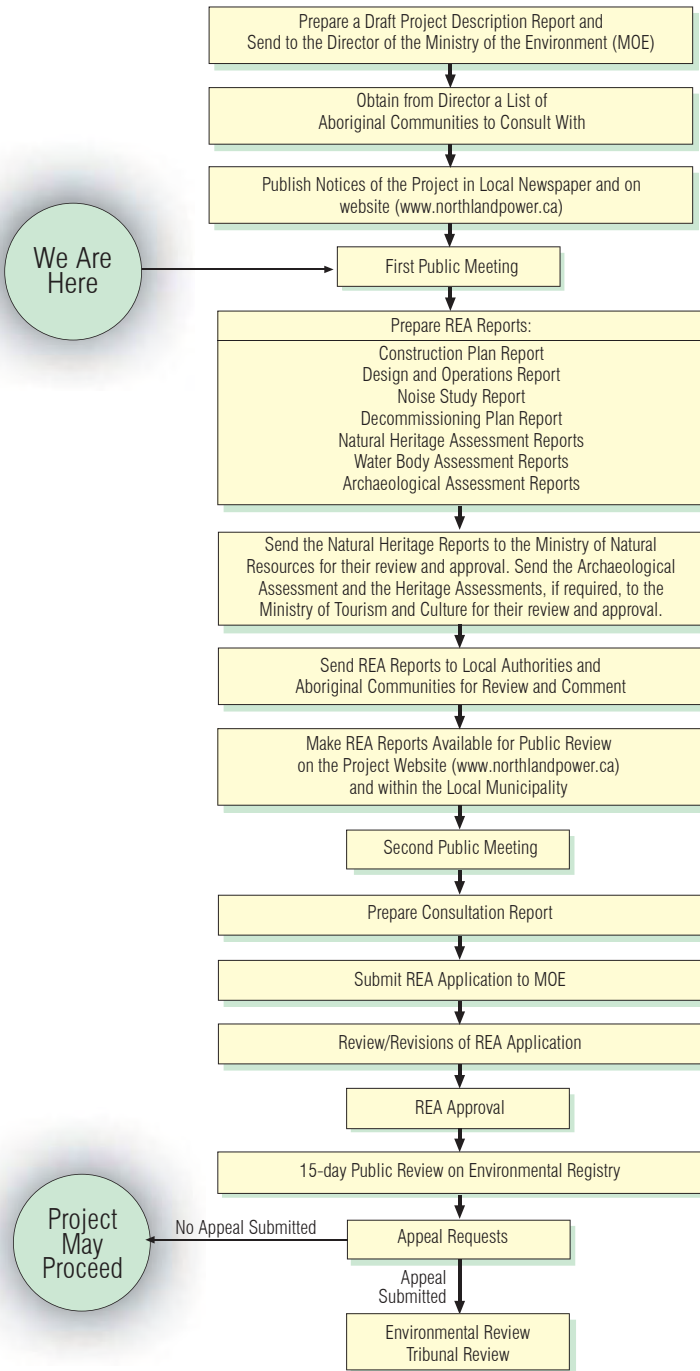 Prepare a Draft Project Description Report and
Send to the Director of the Ministry of the Environment (MOE)
Obtain from Director a List of
Aboriginal Communities to Consult With
Publish Notices of the Project in Local Newspaper and on
website (www.northlandpower.ca)
We Are
Here
First Public Meeting
Prepare REA Reports:
Construction Plan Report
Design and Operations Report
Noise Study Report
Decommissioning Plan Report
Natural Heritage Assessment Reports
Water Body Assessment Reports
Archaeological Assessment Reports
Send the Natural Heritage Reports to the Ministry of Natural
Resources for their review and approval. Send the Archaeological
Assessment and the Heritage Assessments, if required, to the
Ministry of Tourism and Culture for their review and approval.
Send REA Reports to Local Authorities and
Aboriginal Communities for Review and Comment
Make REA Reports Available for Public Review
on the Project Website (www.northlandpower.ca)
and within the Local Municipality
Second Public Meeting
Prepare Consultation Report
Submit REA Application to MOE
Review/Revisions of REA Application
REA Approval
15-day Public Review on Environmental Registry
Project
May
Proceed
No Appeal Submitted
Appeal Requests
Appeal
Submitted
Environmental Review
Tribunal Review